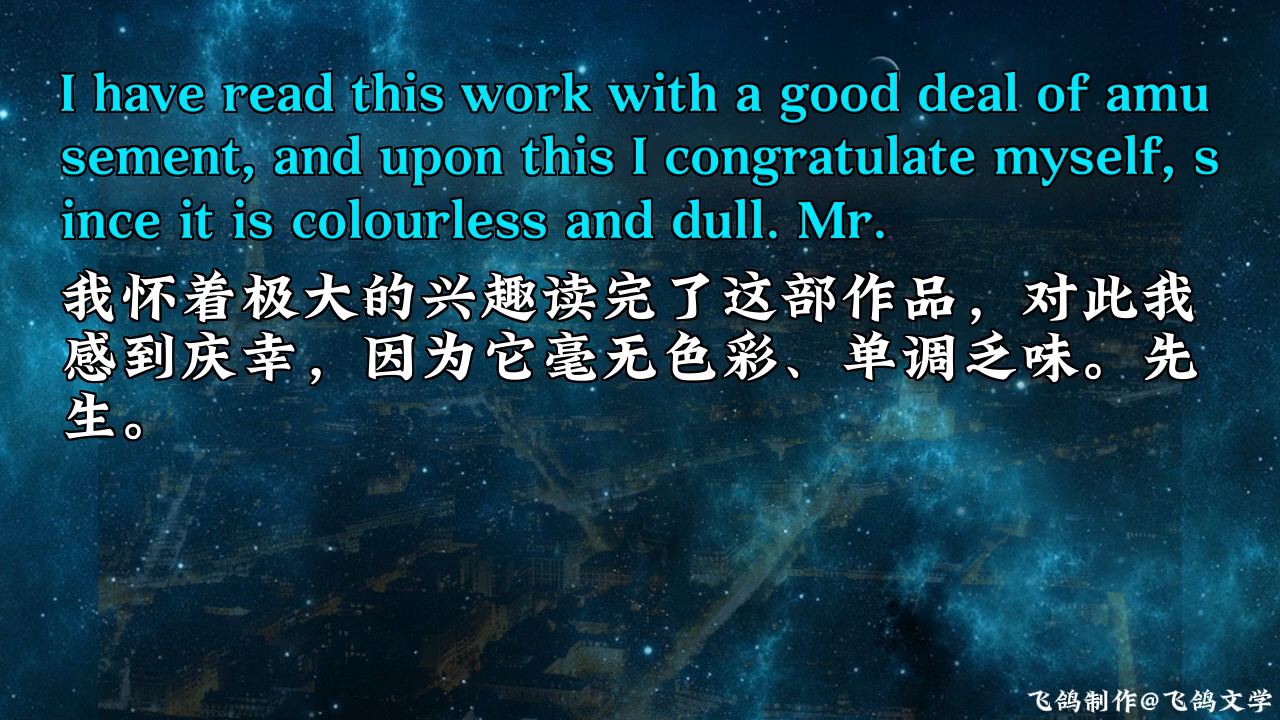 I have read this work with a good deal of amu
sement, and upon this I congratulate myself, s
ince it is colourless and dull. Mr.
我怀着极大的兴趣读完了这部作品，对此我
感到庆幸，因为它毫无色彩、单调乏味。先
生。
飞鸽制作@飞鸽文学